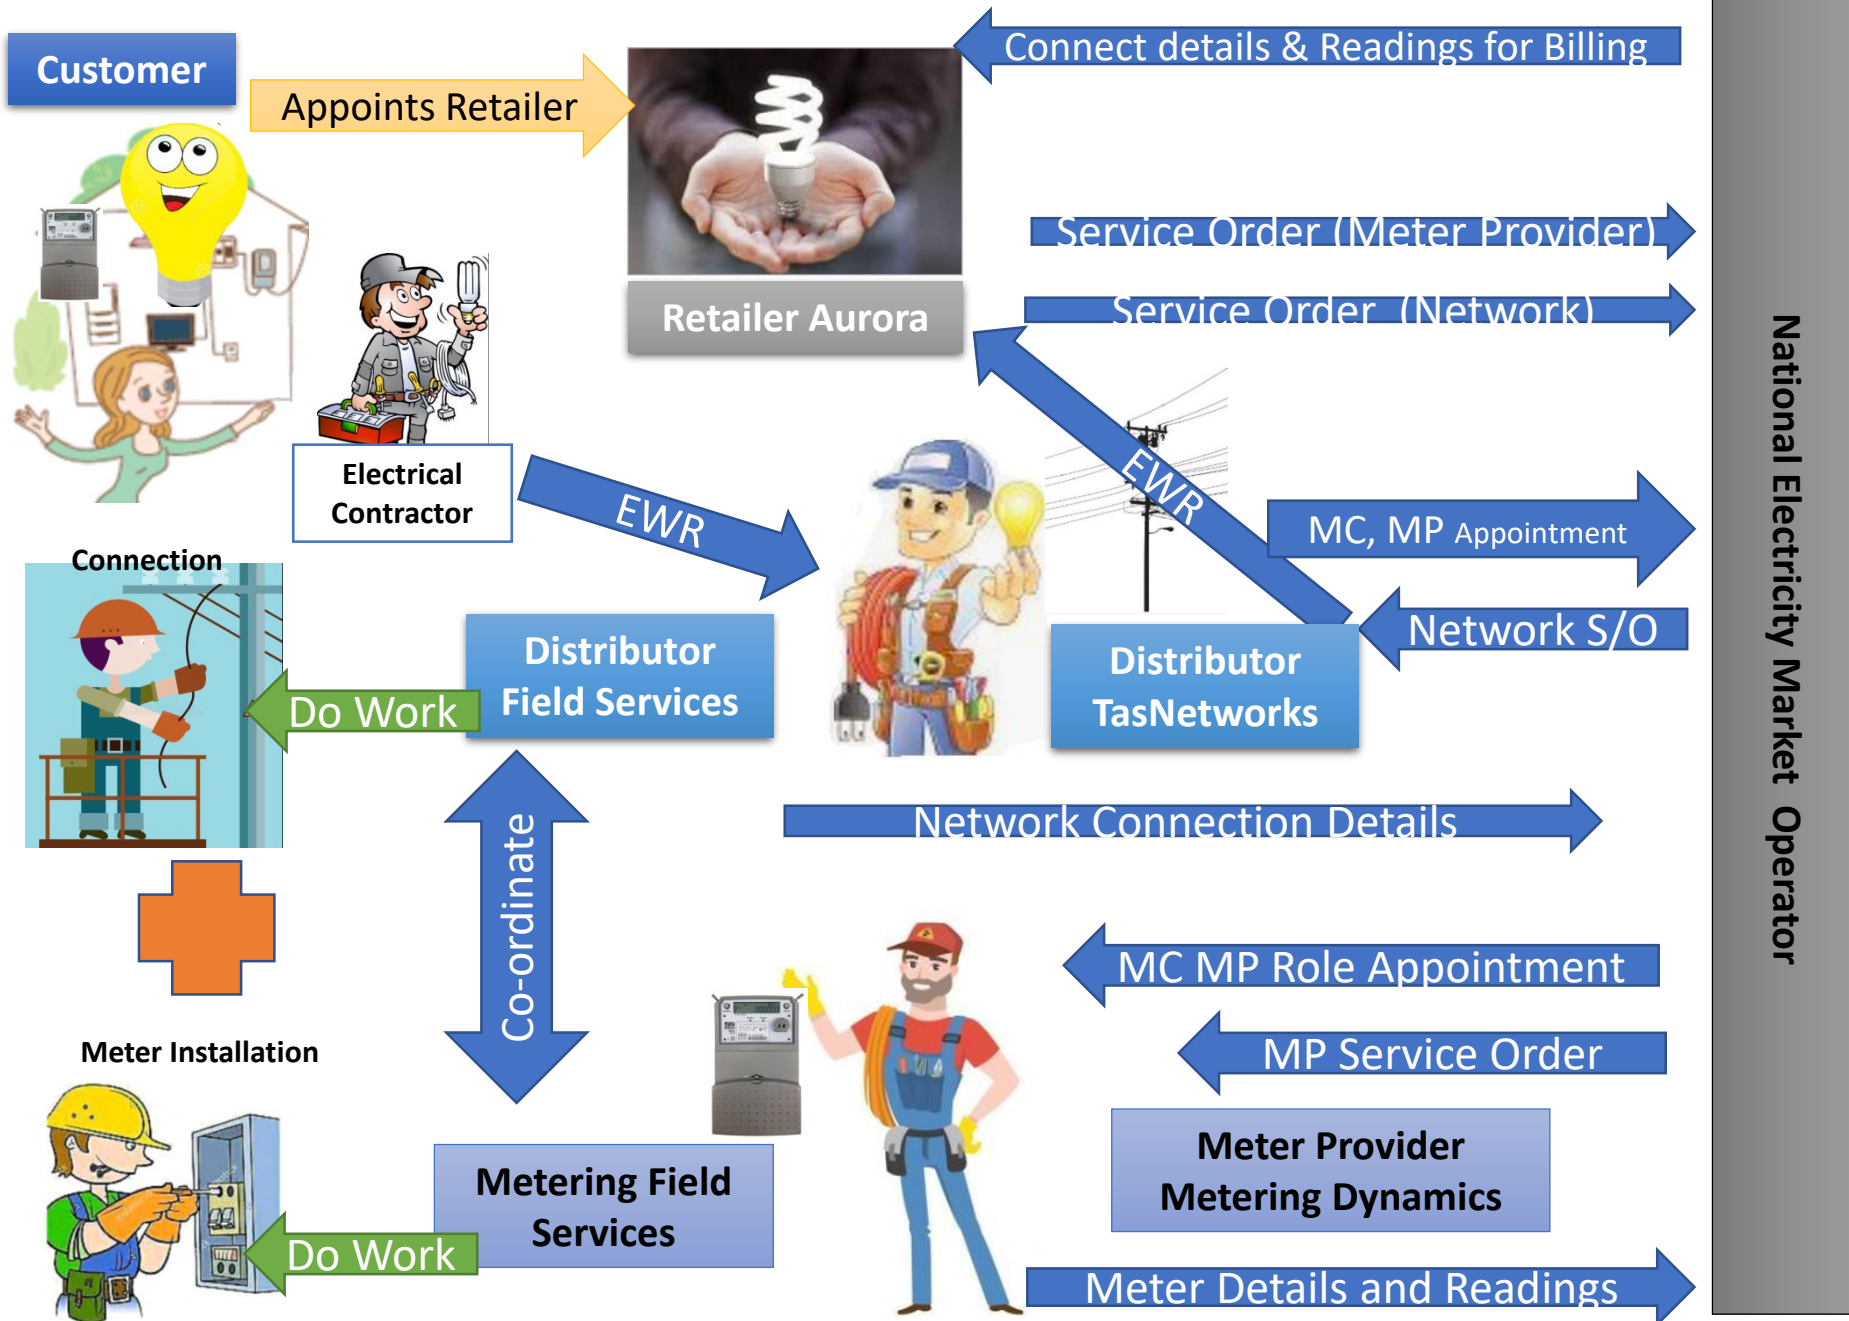 Customer
Appoints Retailer
Connect details & Readings for Billing
Service Order (Meter Provider)
Service Order (Network)
Retailer Aurora
Electrical
Contractor
EWR
EWR
MC, MP Appointment
Network S/O
Connection
Distributor
Field Services
Do Work
Distributor
TasNetworks
Network Connection Details
Co-ordinate
MC MP Role Appointment
MP Service Order
Meter Installation
Metering Field
Services
Do Work
Meter Provider
Metering Dynamics
Meter Details and Readings
National Electricity Market Operator